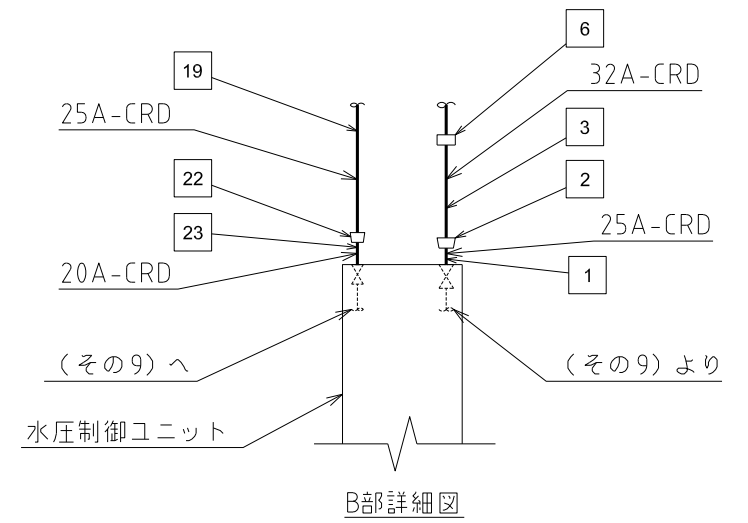 6
19
32A-CRD
25A-CRD
3
22
2
23
25A-CRD
20A-CRD
1
(その9)へ
(その9)より
水圧制御ユニット
B部詳細図